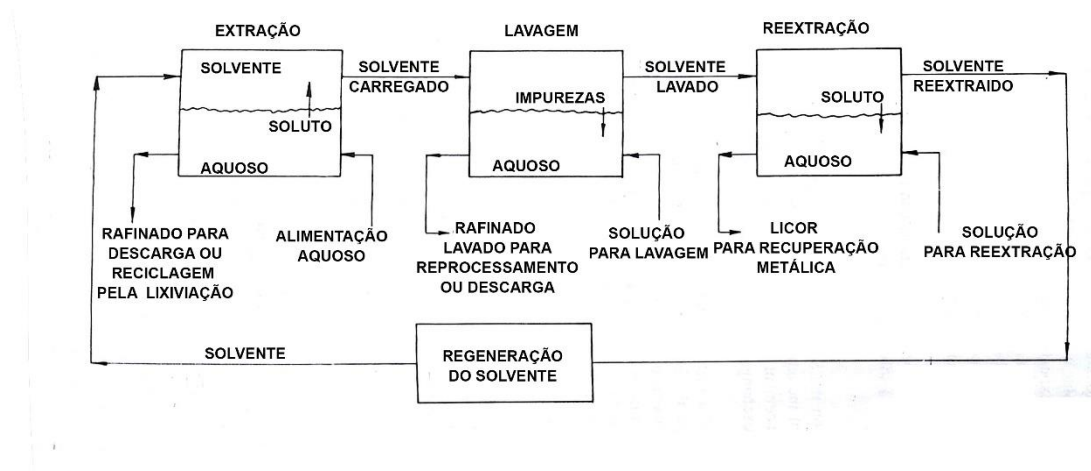 EXTRAÇÃO
LAVAGEM
REEXTRAÇÃO
SOLVENTE
SOLUTO
AQUOSO
SOLVENTE
CARREGADO
IMPUREZAS
AQUOSO
SOLVENTE
LAVADO
SOLUTO
AQUOSO
SOLVENTE
REEXTRAIDO
RAFINADO PARA
DESCARGA OU
RECICLAGEM
PELA LIXIVIAÇÃO
ALIMENTAÇÃO
AQUOSO
RAFINADO
LAVADO PARA
REPROCESSAMENTO
OU DESCARGA
SOLUÇÃO
PARA LAVAGEM
LICOR
PARA RECUPERAÇÃO
METÁLICA
SOLUÇÃO
PARA REEXTRAÇÃO
SOLVENTE
REGENERAÇÃO
DO SOLVENTE